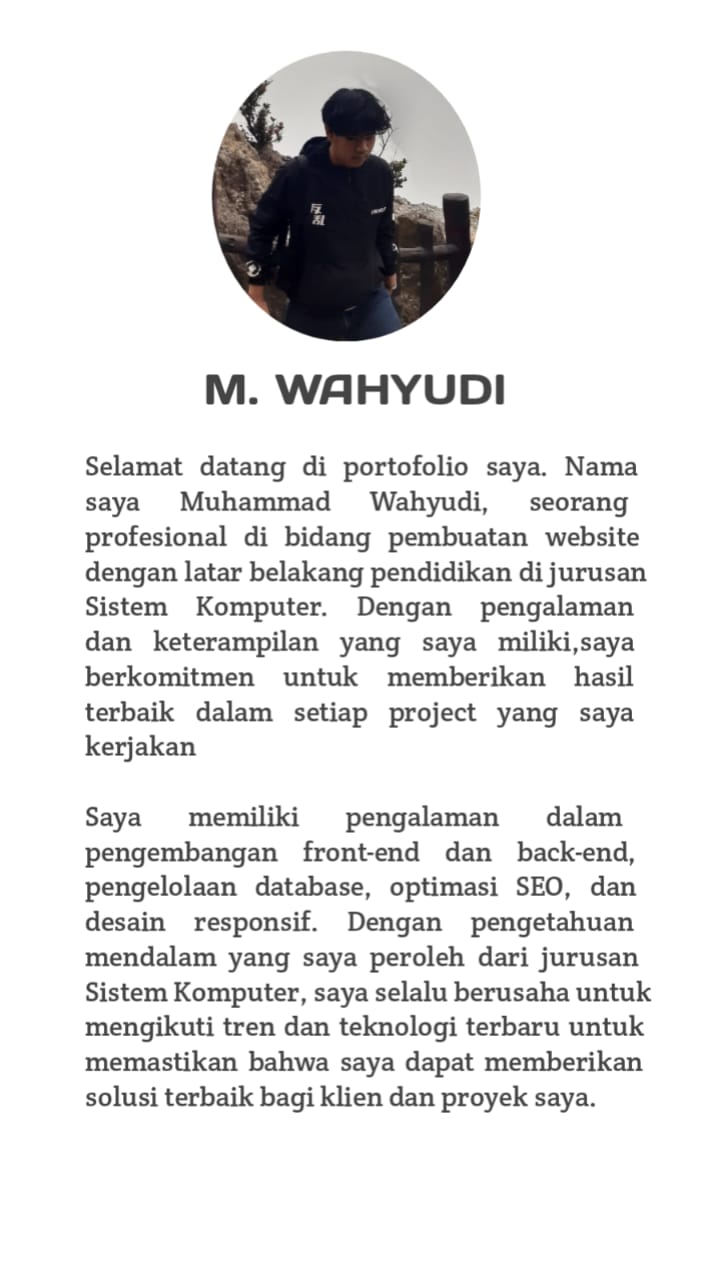 M. WAHYUDI
Selamat datang di portofolio saya. Nama
saya Muhammad Wahyudi, seorang
profesional di bidang pembuatan website
dengan latar belakang pendidikan di jurusan
Sistem Komputer. Dengan pengalaman
dan keterampilan yang saya miliki,saya
berkomitmen untuk memberikan hasil
terbaik dalam setiap project yang saya
kerjakan
Saya memiliki pengalaman dalam
pengembangan front-end dan back-end,
pengelolaan database, optimasi SEO, dan
desain responsif. Dengan pengetahuan
mendalam yang saya peroleh dari jurusan
Sistem Komputer, saya selalu berusaha untuk
mengikuti tren dan teknologi terbaru untuk
memastikan bahwa saya dapat memberikan
solusi terbaik bagi klien dan proyek saya.